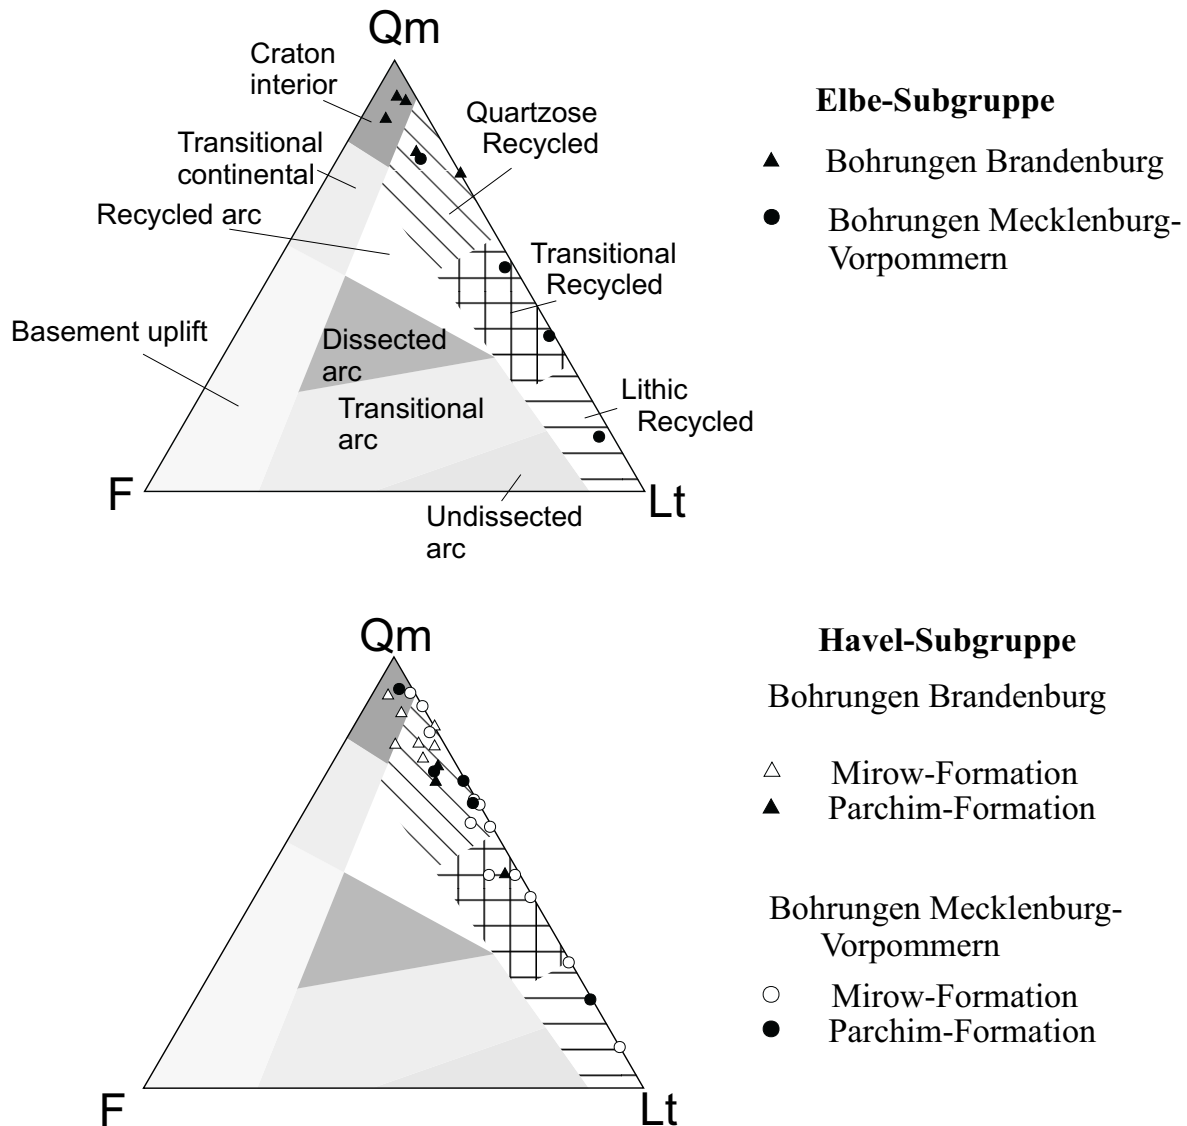 Qm
Craton
interior
Quartzose
Recycled
Transitional
continental
Recycled arc
Transitional
Recycled
Basement uplift
Dissected
arc
Transitional
arc
Lithic
Recycled
F
Lt
Undissected
arc
Elbe-Subgruppe
Bohrungen Brandenburg
Bohrungen Mecklenburg-
Vorpommern
Qm
F
Lt
Havel-Subgruppe
Bohrungen Brandenburg
Mirow-Formation
Parchim-Formation
Bohrungen Mecklenburg-
Vorpommern
Mirow-Formation
Parchim-Formation